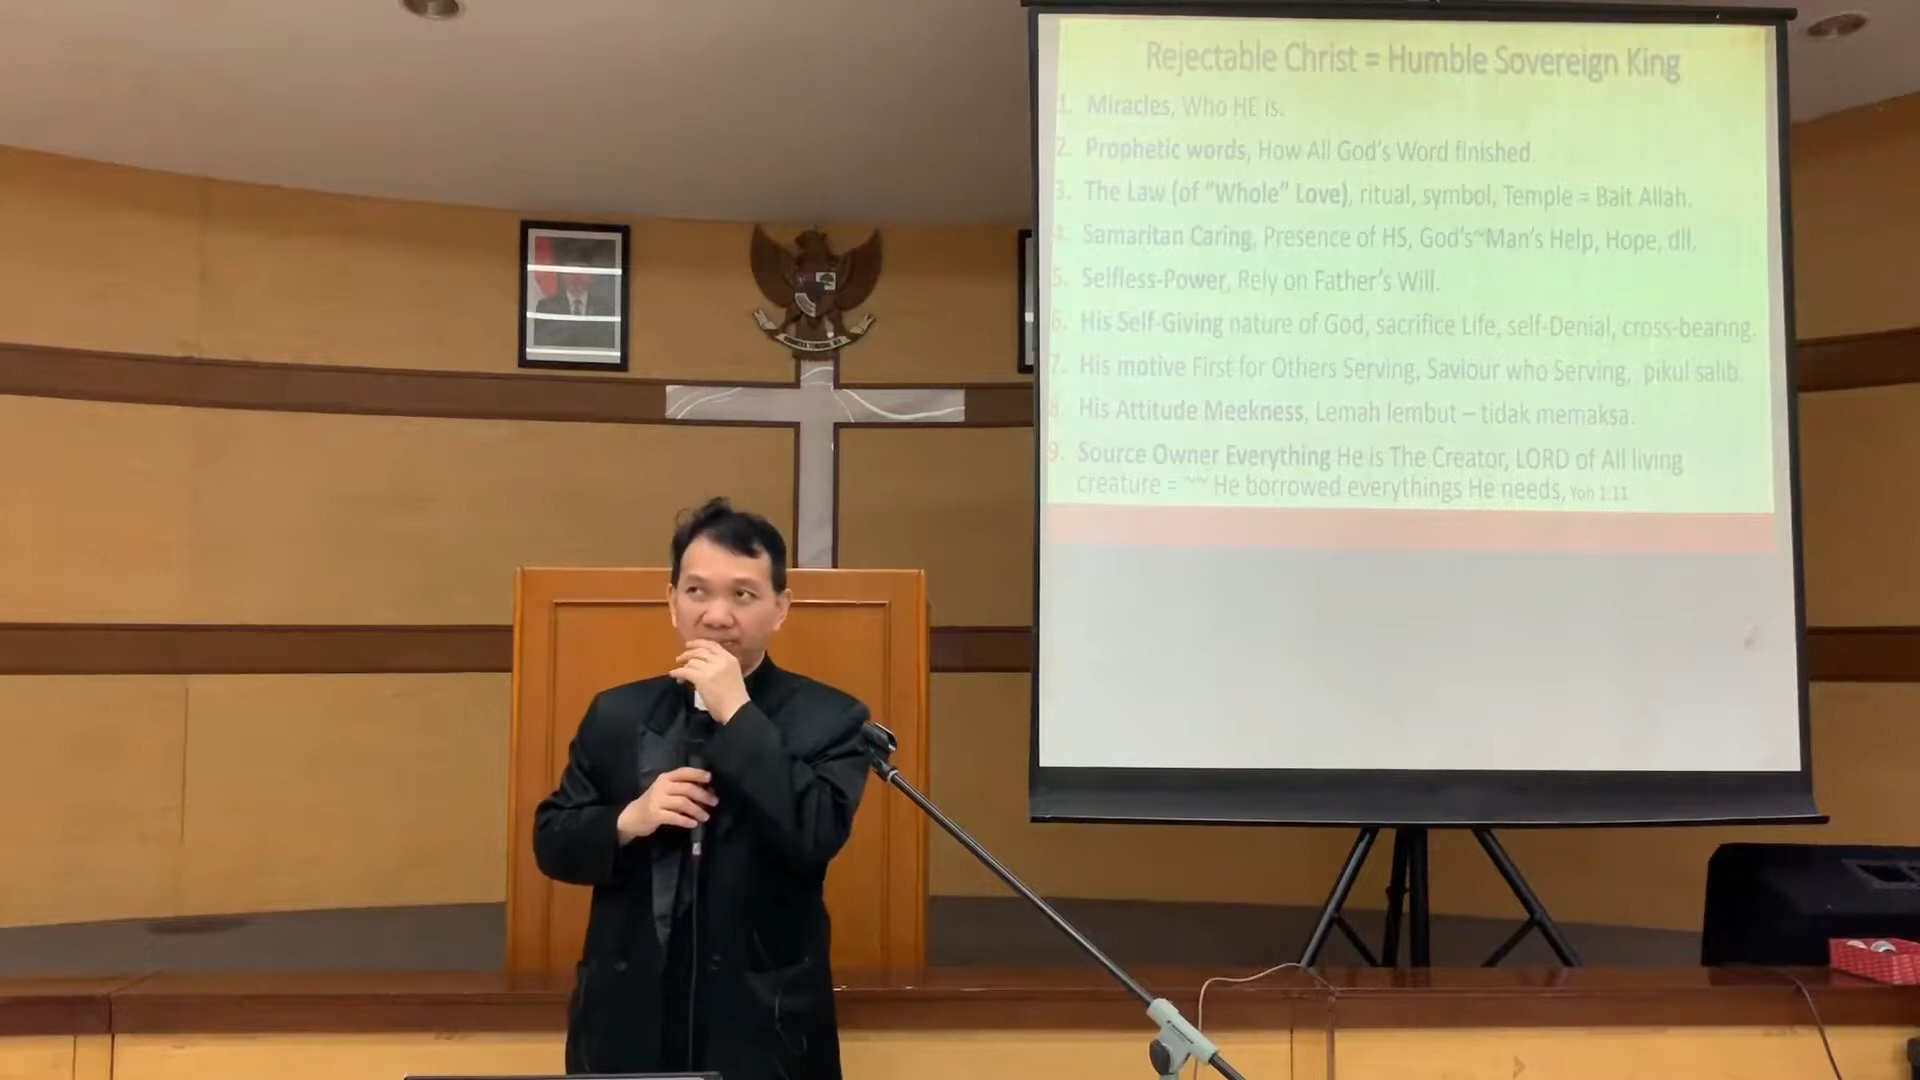 Rejectable Christ = Humble Sovereign King
1. Miracles, Who HE is.
2. Prophetic words, How All God's Word finished.
3. The Law (of "Whole" Love), ritual, symbol, Temple = Bait Allah.
4. Samaritan Caring, Presence of HS, God's~Man's Help, Hope, dll.
5. Selfless-Power, Rely on Father's Will.
6. His Self-Giving nature of God, sacrifice Life, self-Denial, cross-bearing.
7. His motive First for Others Serving, Saviour who Serving, pikul salib.
8. His Attitude Meekness, Lemah lembut – tidak memaksa.
9. Source Owner Everything He is The Creator, LORD of All living
creature = ~~ He borrowed everythings He needs, Yoh 1:11